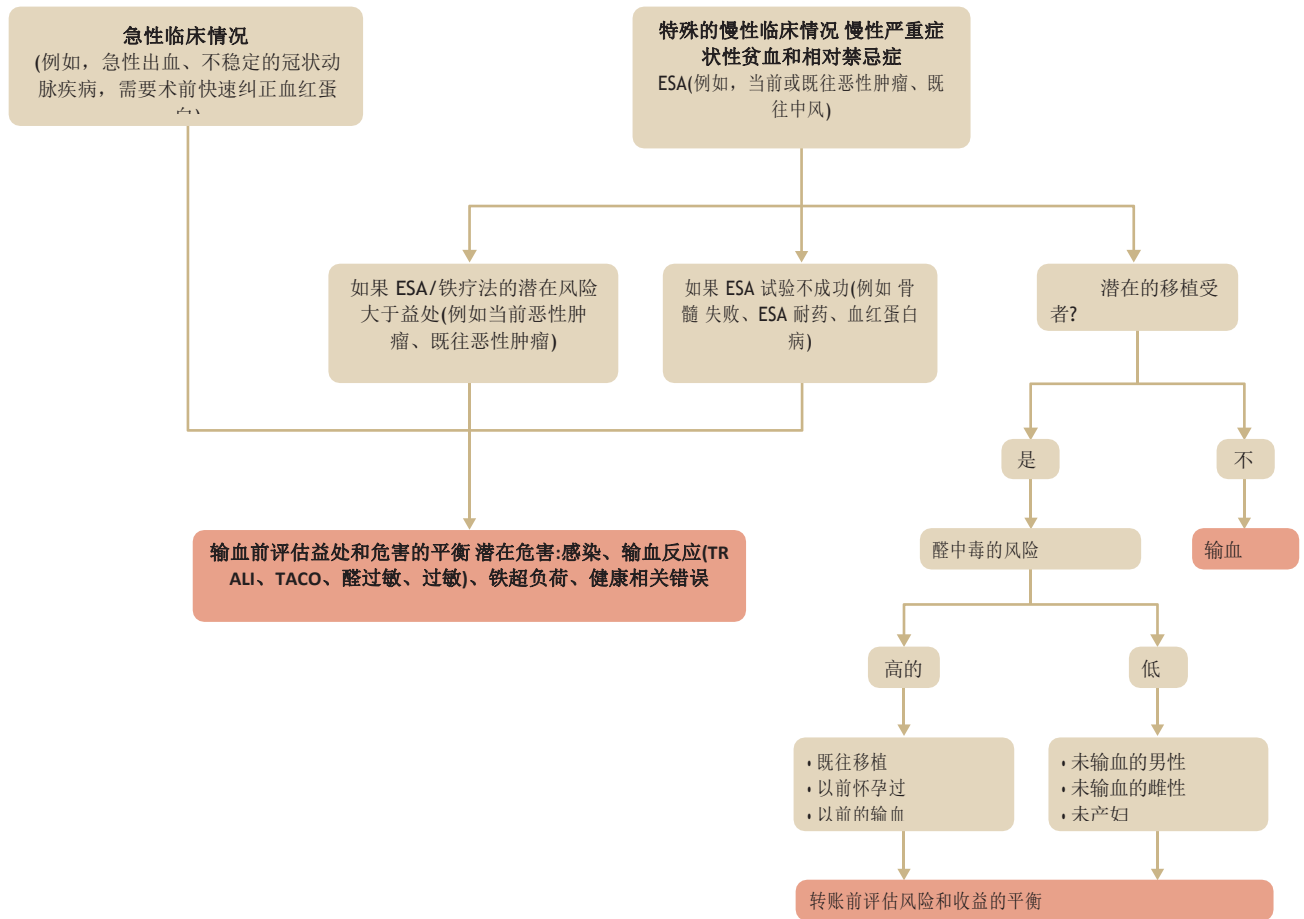 急性临床情况
(例如，急性出血、不稳定的冠状动
脉疾病，需要术前快速纠正血红蛋
白)
特殊的慢性临床情况 慢性严重症
状性贫血和相对禁忌症
ESA(例如，当前或既往恶性肿瘤、既
往中风)
如果 ESA/铁疗法的潜在风险
大于益处(例如当前恶性肿
瘤、既往恶性肿瘤)
如果 ESA 试验不成功(例如 骨
髓 失败、ESA 耐药、血红蛋白
病)
潜在的移植受
者?
是
不
输血前评估益处和危害的平衡 潜在危害:感染、输血反应(TR
ALI、TACO、醛过敏、过敏)、铁超负荷、健康相关错误
醛中毒的风险
输血
高的
低
• 既往移植
• 以前怀孕过
• 以前的输血
• 未输血的男性
• 未输血的雌性
• 未产妇
转账前评估风险和收益的平衡